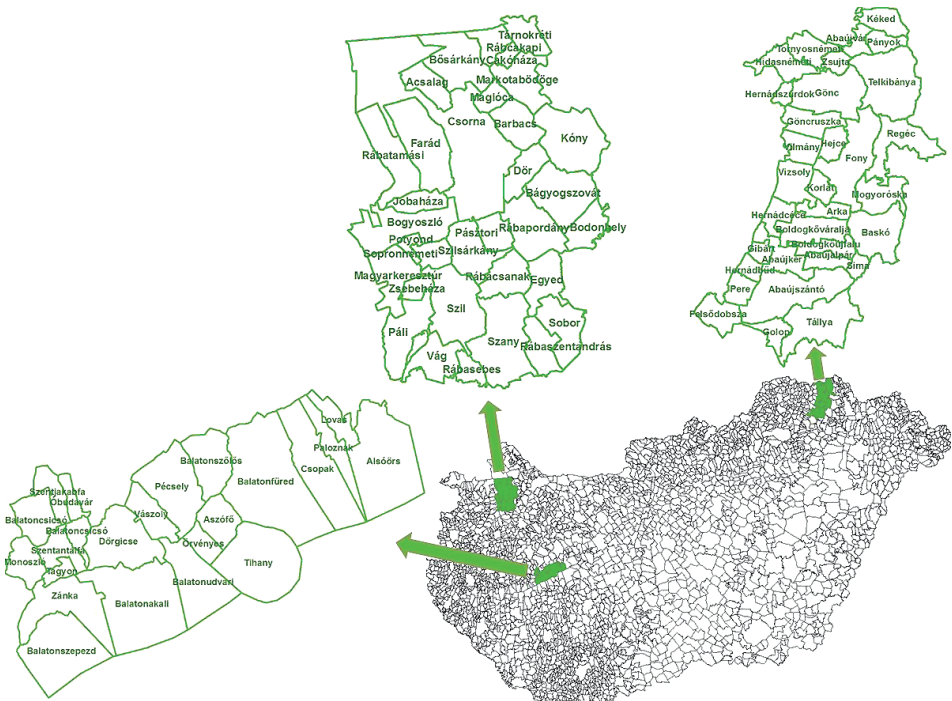 Tárnokréti
Rábcakapi
Bősárkány
Cakóháza
Acsalag
Markotabödöge
Maglóca
Csorna
Barbacs
Kóny
Farád
Rábatamási
Dőr
Bágyogszovát
Jobaháza
Bogyoszló
Pásztori
Rábapordány
Bodonhely
Potyond
Sopronnémeti
Szilsárkány
Magyarkeresztúr
Rábacsanak
Egyed
Zsebeháza
Szil
Páli
Szany
Sobor
Rábaszentandrás
Vág
Rábasebes
Kéked
Abaújvár
Pányok
Tornyosnémeti
Hidasnémeti
Zsujta
Telkibánya
Hernádszurdok
Gönc
Göncruszka
Regéc
Vilmány
Hejce
Fony
Vizsoly
Korlát
Mogyoróska
Hernádcéce
Arka
Boldogkőváralja
Baskó
Boldogkőújfalu
Gibárt
Abaújalpár
Abaújker
Sima
Hernádbűd
Pere
Abaújszántó
Felsődobsza
Tállya
Golop
Lovas
Paloznak
Balatonszőlős
Csopak
Alsóörs
Balatonfüred
Pécsely
Szentjakabfa
Óbudavár
Vászoly
Aszófő
Balatoncsicsó
Balatoncsicsó
Dörgicse
Örvényes
Szentantalfa
Monoszló
Tihany
Tagyon
Balatonudvari
Zánka
Balatonakali
Balatonszepezd